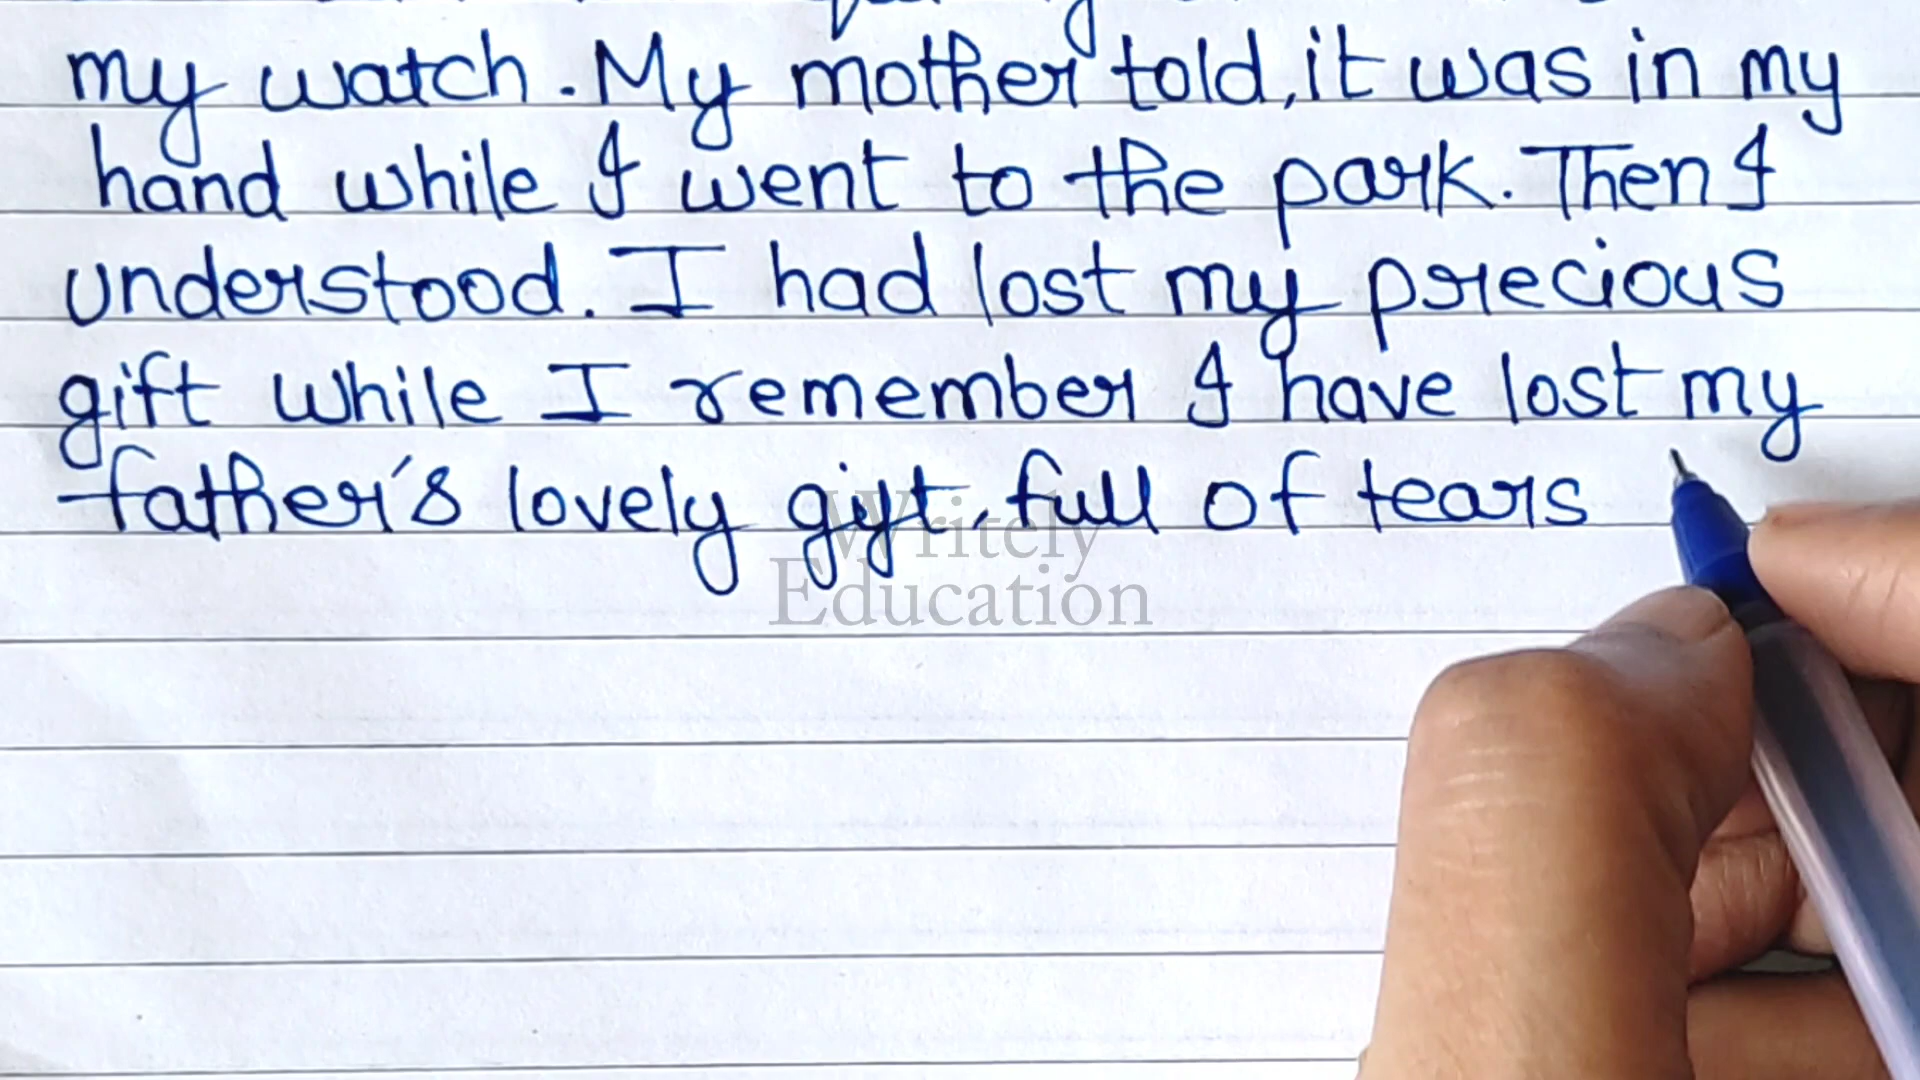 my watch. My mother told, it was in my
hand while I went to the park. Then I
understood. I had lost my precious
gift while I remember I have lost my
father's lovely gift, full of tears
Writely
Education